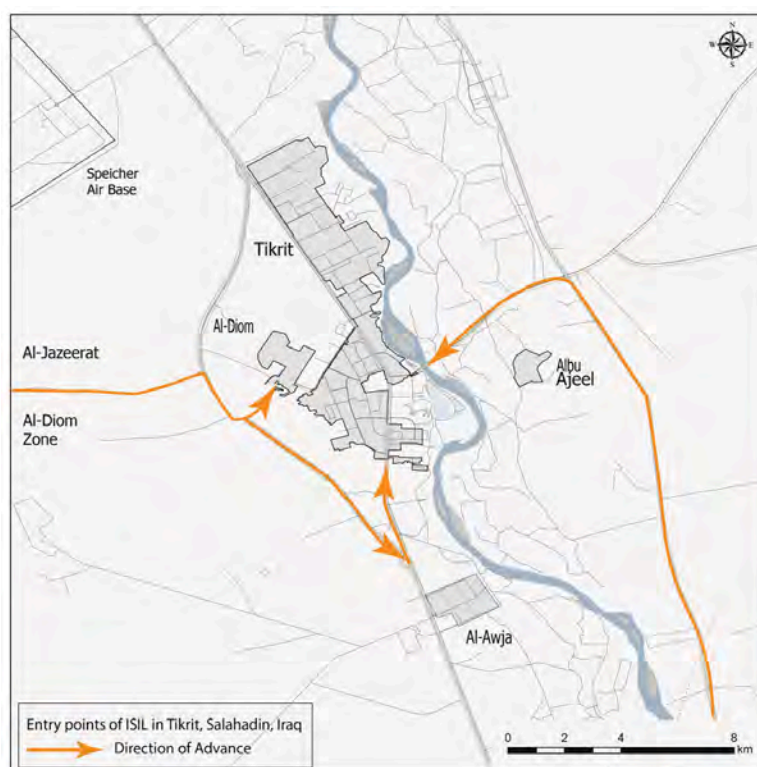 N
W E
S
Speicher
Air Base
Tikrit
Al-Diom
Al-Jazeerat
Albu
Ajeel
Al-Diom
Zone
Al-Awja
Entry points of ISIL in Tikrit, Salahadin, Iraq
Direction of Advance
0 2 4 8
km